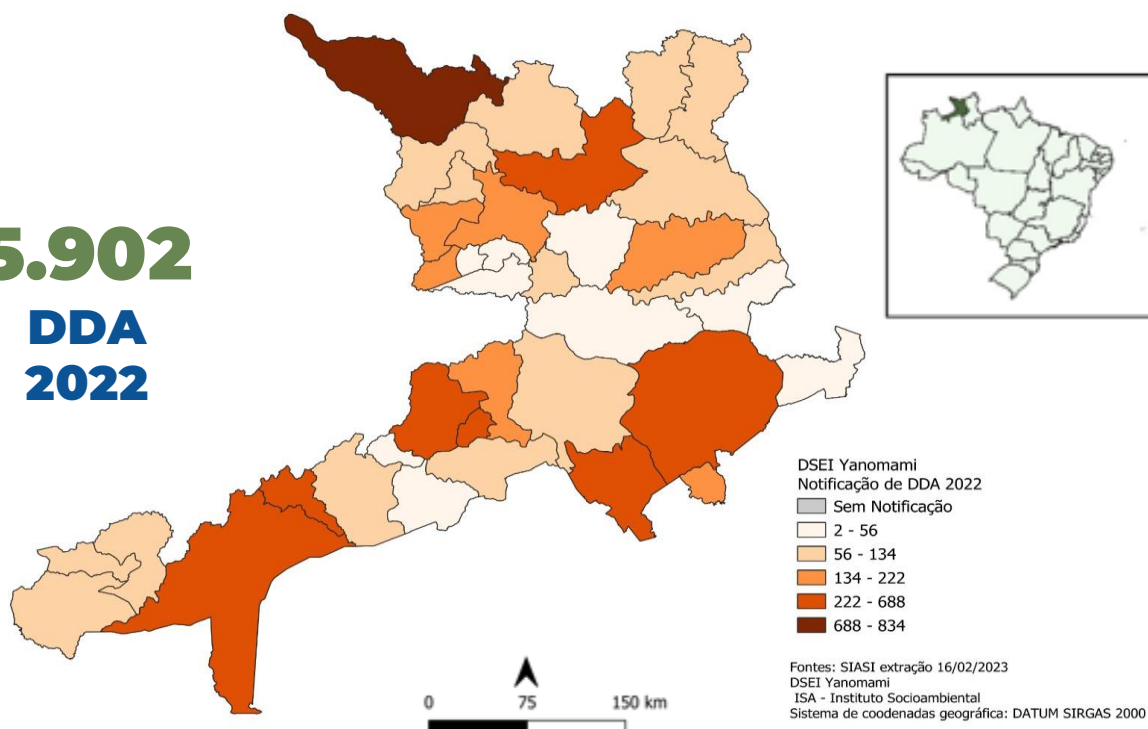 5.902
DDA
2022
DSEI Yanomami
Notificação de DDA 2022
Sem Notificação
2 - 56
56 - 134
134 - 222
222 - 688
688 - 834
Fontes: SIASI extração 16/02/2023
DSEI Yanomami
ISA - Instituto Socioambiental
Sistema de coodenadas geográfica: DATUM SIRGAS 2000
0 75 150 km